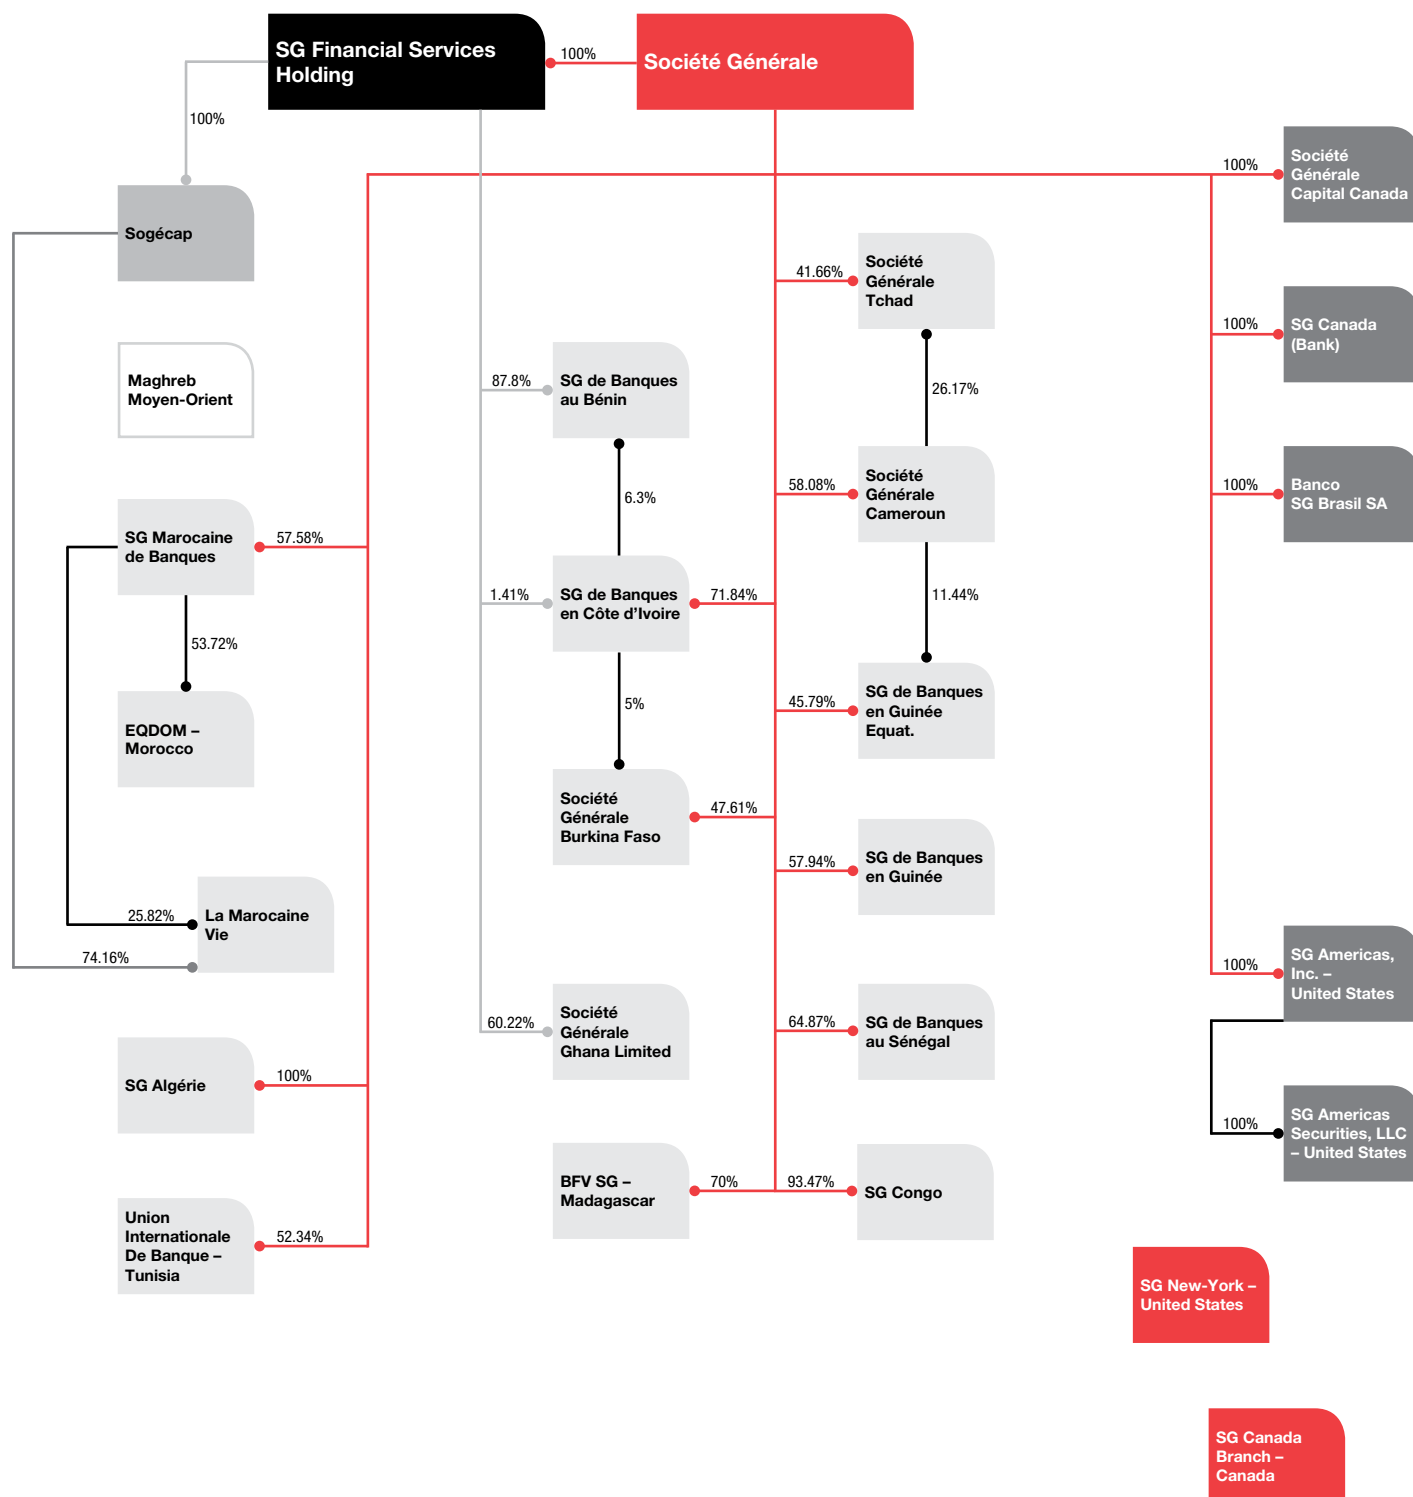 SG Financial Services
Holding
100%
Société Générale
100%
Société
Générale
Capital Canada
100%
Sogécap
Société
Générale
Tchad
41.66%
SG Canada
(Bank)
100%
Maghreb
Moyen-Orient
87.8%
SG de Banques
au Bénin
26.17%
6.3%
58.08%
Société
Générale
Cameroun
100%
Banco
SG Brasil SA
SG Marocaine
de Banques
57.58%
1.41%
SG de Banques
en Côte d’Ivoire
71.84%
11.44%
53.72%
5%
45.79%
SG de Banques
en Guinée
Equat.
EQDOM –
Morocco
Société
Générale
Burkina Faso
47.61%
57.94%
SG de Banques
en Guinée
25.82%
La Marocaine
Vie
74.16%
100%
SG Americas,
Inc. –
United States
60.22%
Société
Générale
Ghana Limited
64.87%
SG de Banques
au Sénégal
SG Algérie
100%
100%
SG Americas
Securities, LLC
– United States
BFV SG –
Madagascar
70%
93.47%
SG Congo
Union
Internationale
De Banque –
Tunisia
52.34%
SG New-York –
United States
SG Canada
Branch –
Canada